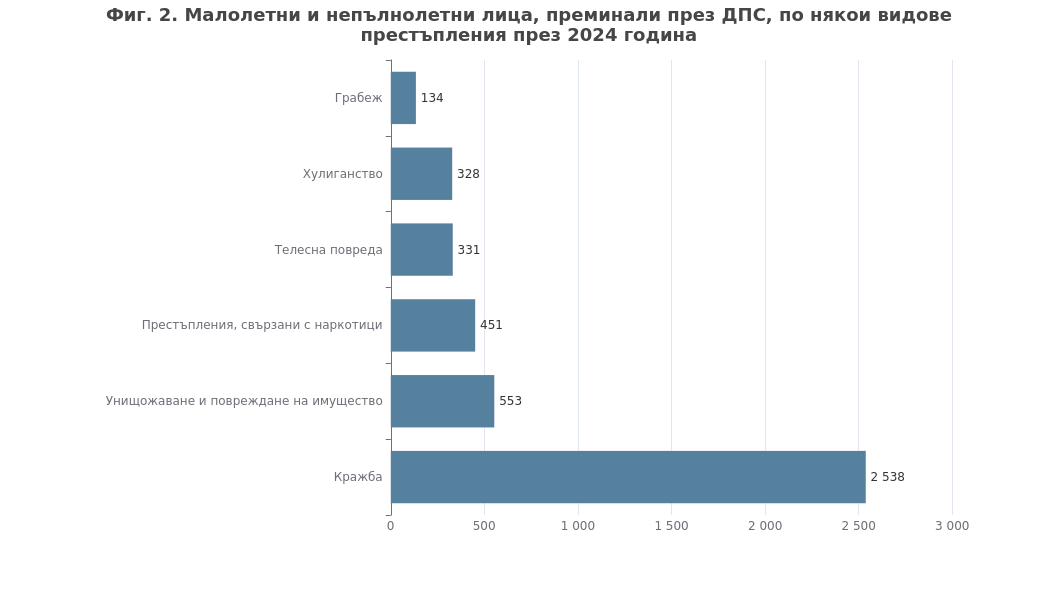 Фиг. 2. Малолетни и непълнолетни лица, преминали през ДПС, по някои видове
престъпления през 2024 година
Грабеж 134
Хулиганство 328
Телесна повреда 331
Престъпления, свързани с наркотици 451
Унищожаване и повреждане на имущество 553
Кражба 2 538
0 500 1 000 1 500 2 000 2 500 3 000